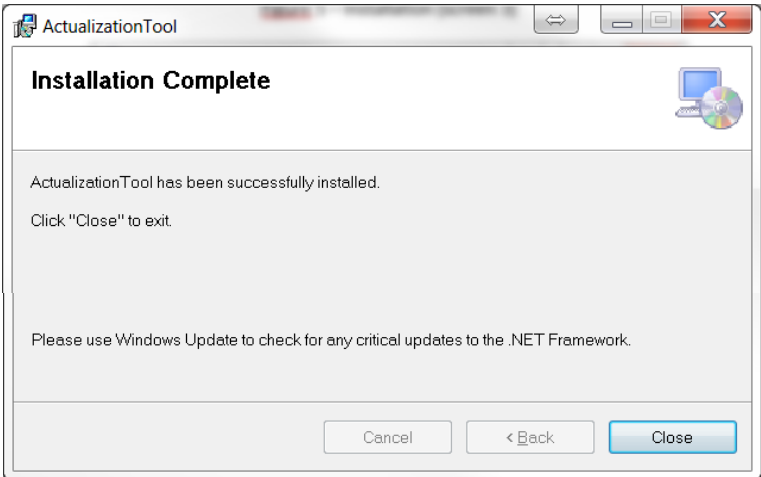 ActualizationTool
Installation Complete
ActualizationTool has been successfully installed.
Click "Close" to exit.
Please use Windows Update to check for any critical updates to the .NET Framework.
Cancel
< Back
Close